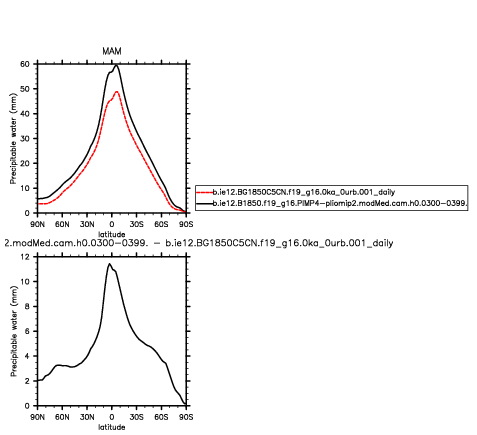 MAM
60
50
40
30
20
10
0
Precipitable water (mm)
90N 60N 30N 0 30S 60S 90S
latitude
b.ie12.BG1850C5CN.f19_g16.0ka_0urb.001_daily
b.ie12.B1850.f19_g16.PIMP4-pliomip2.modMed.cam.h0.0300-0399.
2.modMed.cam.h0.0300-0399. - b.ie12.BG1850C5CN.f19_g16.0ka_0urb.001_daily
12
10
8
6
4
2
0
Precipitable water (mm)
90N 60N 30N 0 30S 60S 90S
latitude